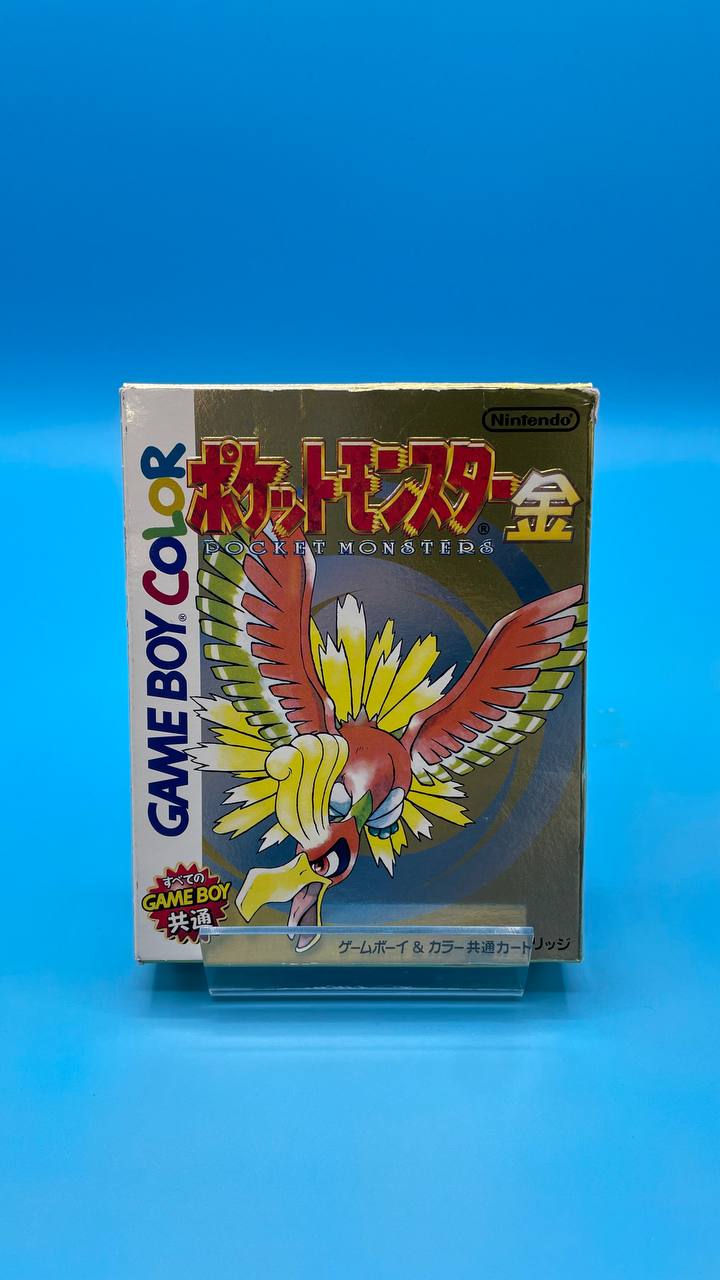 Nintendo
ポケットモンスター 金
POCKET MONSTERS
GAME BOY COLOR
すべての
GAME BOY
共通
ゲームボーイ & カラー共通カートリッジ